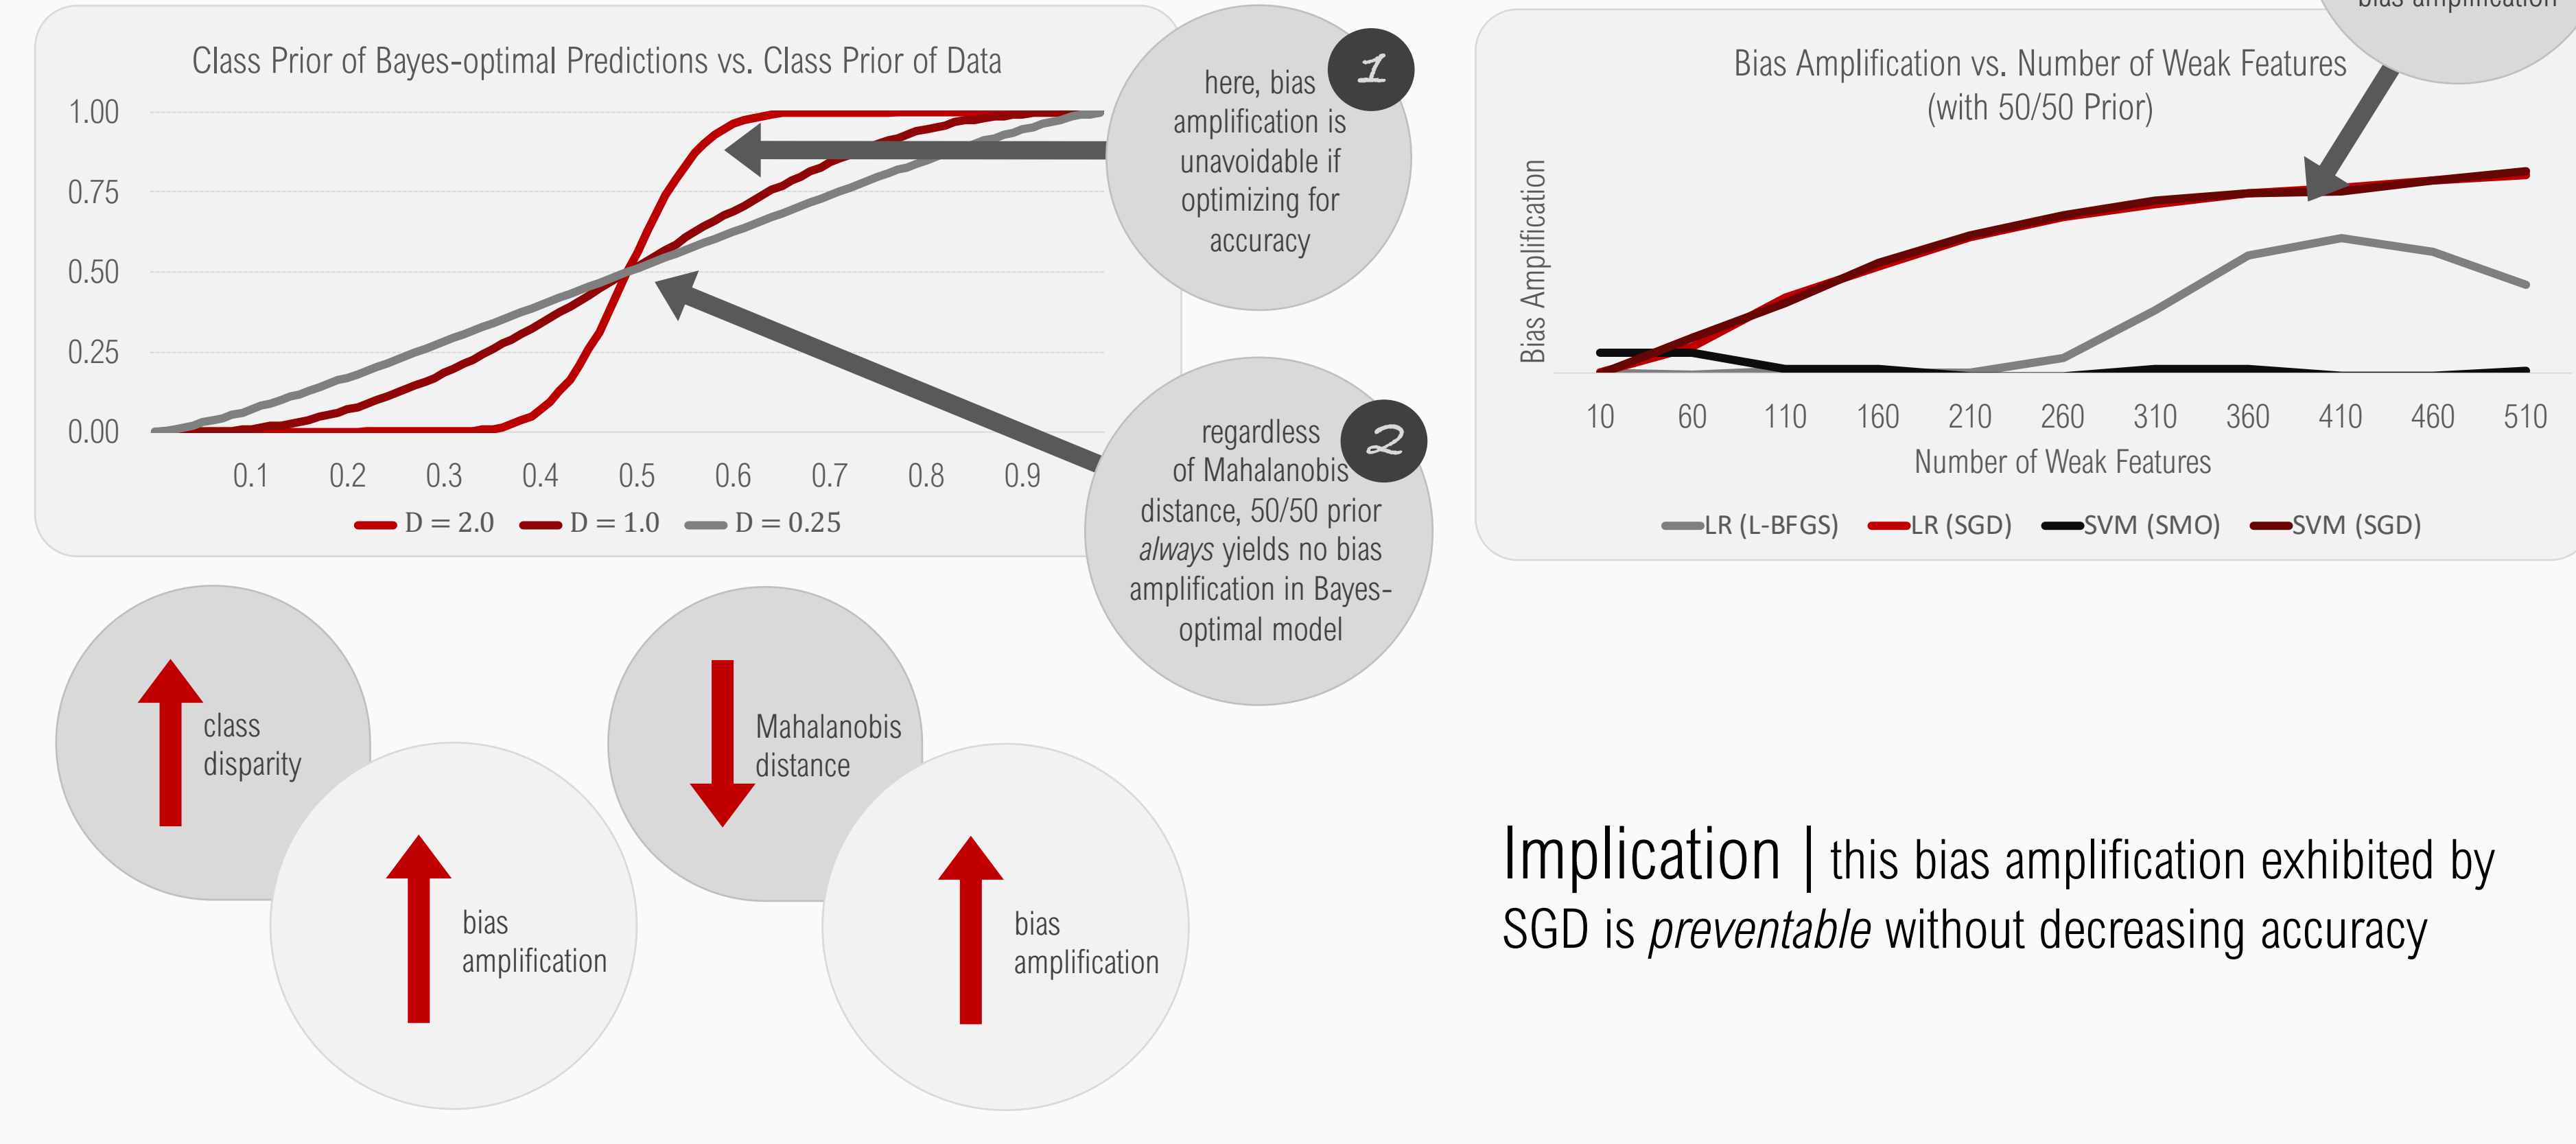 Class Prior of Bayes-optimal Predictions vs. Class Prior of Data
1.00
0.75
0.50
0.25
0.00
0.1 0.2 0.3 0.4 0.5 0.6 0.7 0.8 0.9
D = 2.0 D = 1.0 D = 0.25
1
here, bias
amplification is
unavoidable if
optimizing for
accuracy
2
regardless
of Mahalanobis
distance, 50/50 prior
always yields no bias
amplification in Bayes-
optimal model
class
disparity
bias
amplification
Mahalanobis
distance
bias
amplification
bias amplification
Bias Amplification vs. Number of Weak Features
(with 50/50 Prior)
Bias Amplification
10 60 110 160 210 260 310 360 410 460 510
Number of Weak Features
LR (L-BFGS) LR (SGD) SVM (SMO) SVM (SGD)
Implication | this bias amplification exhibited by
SGD is preventable without decreasing accuracy